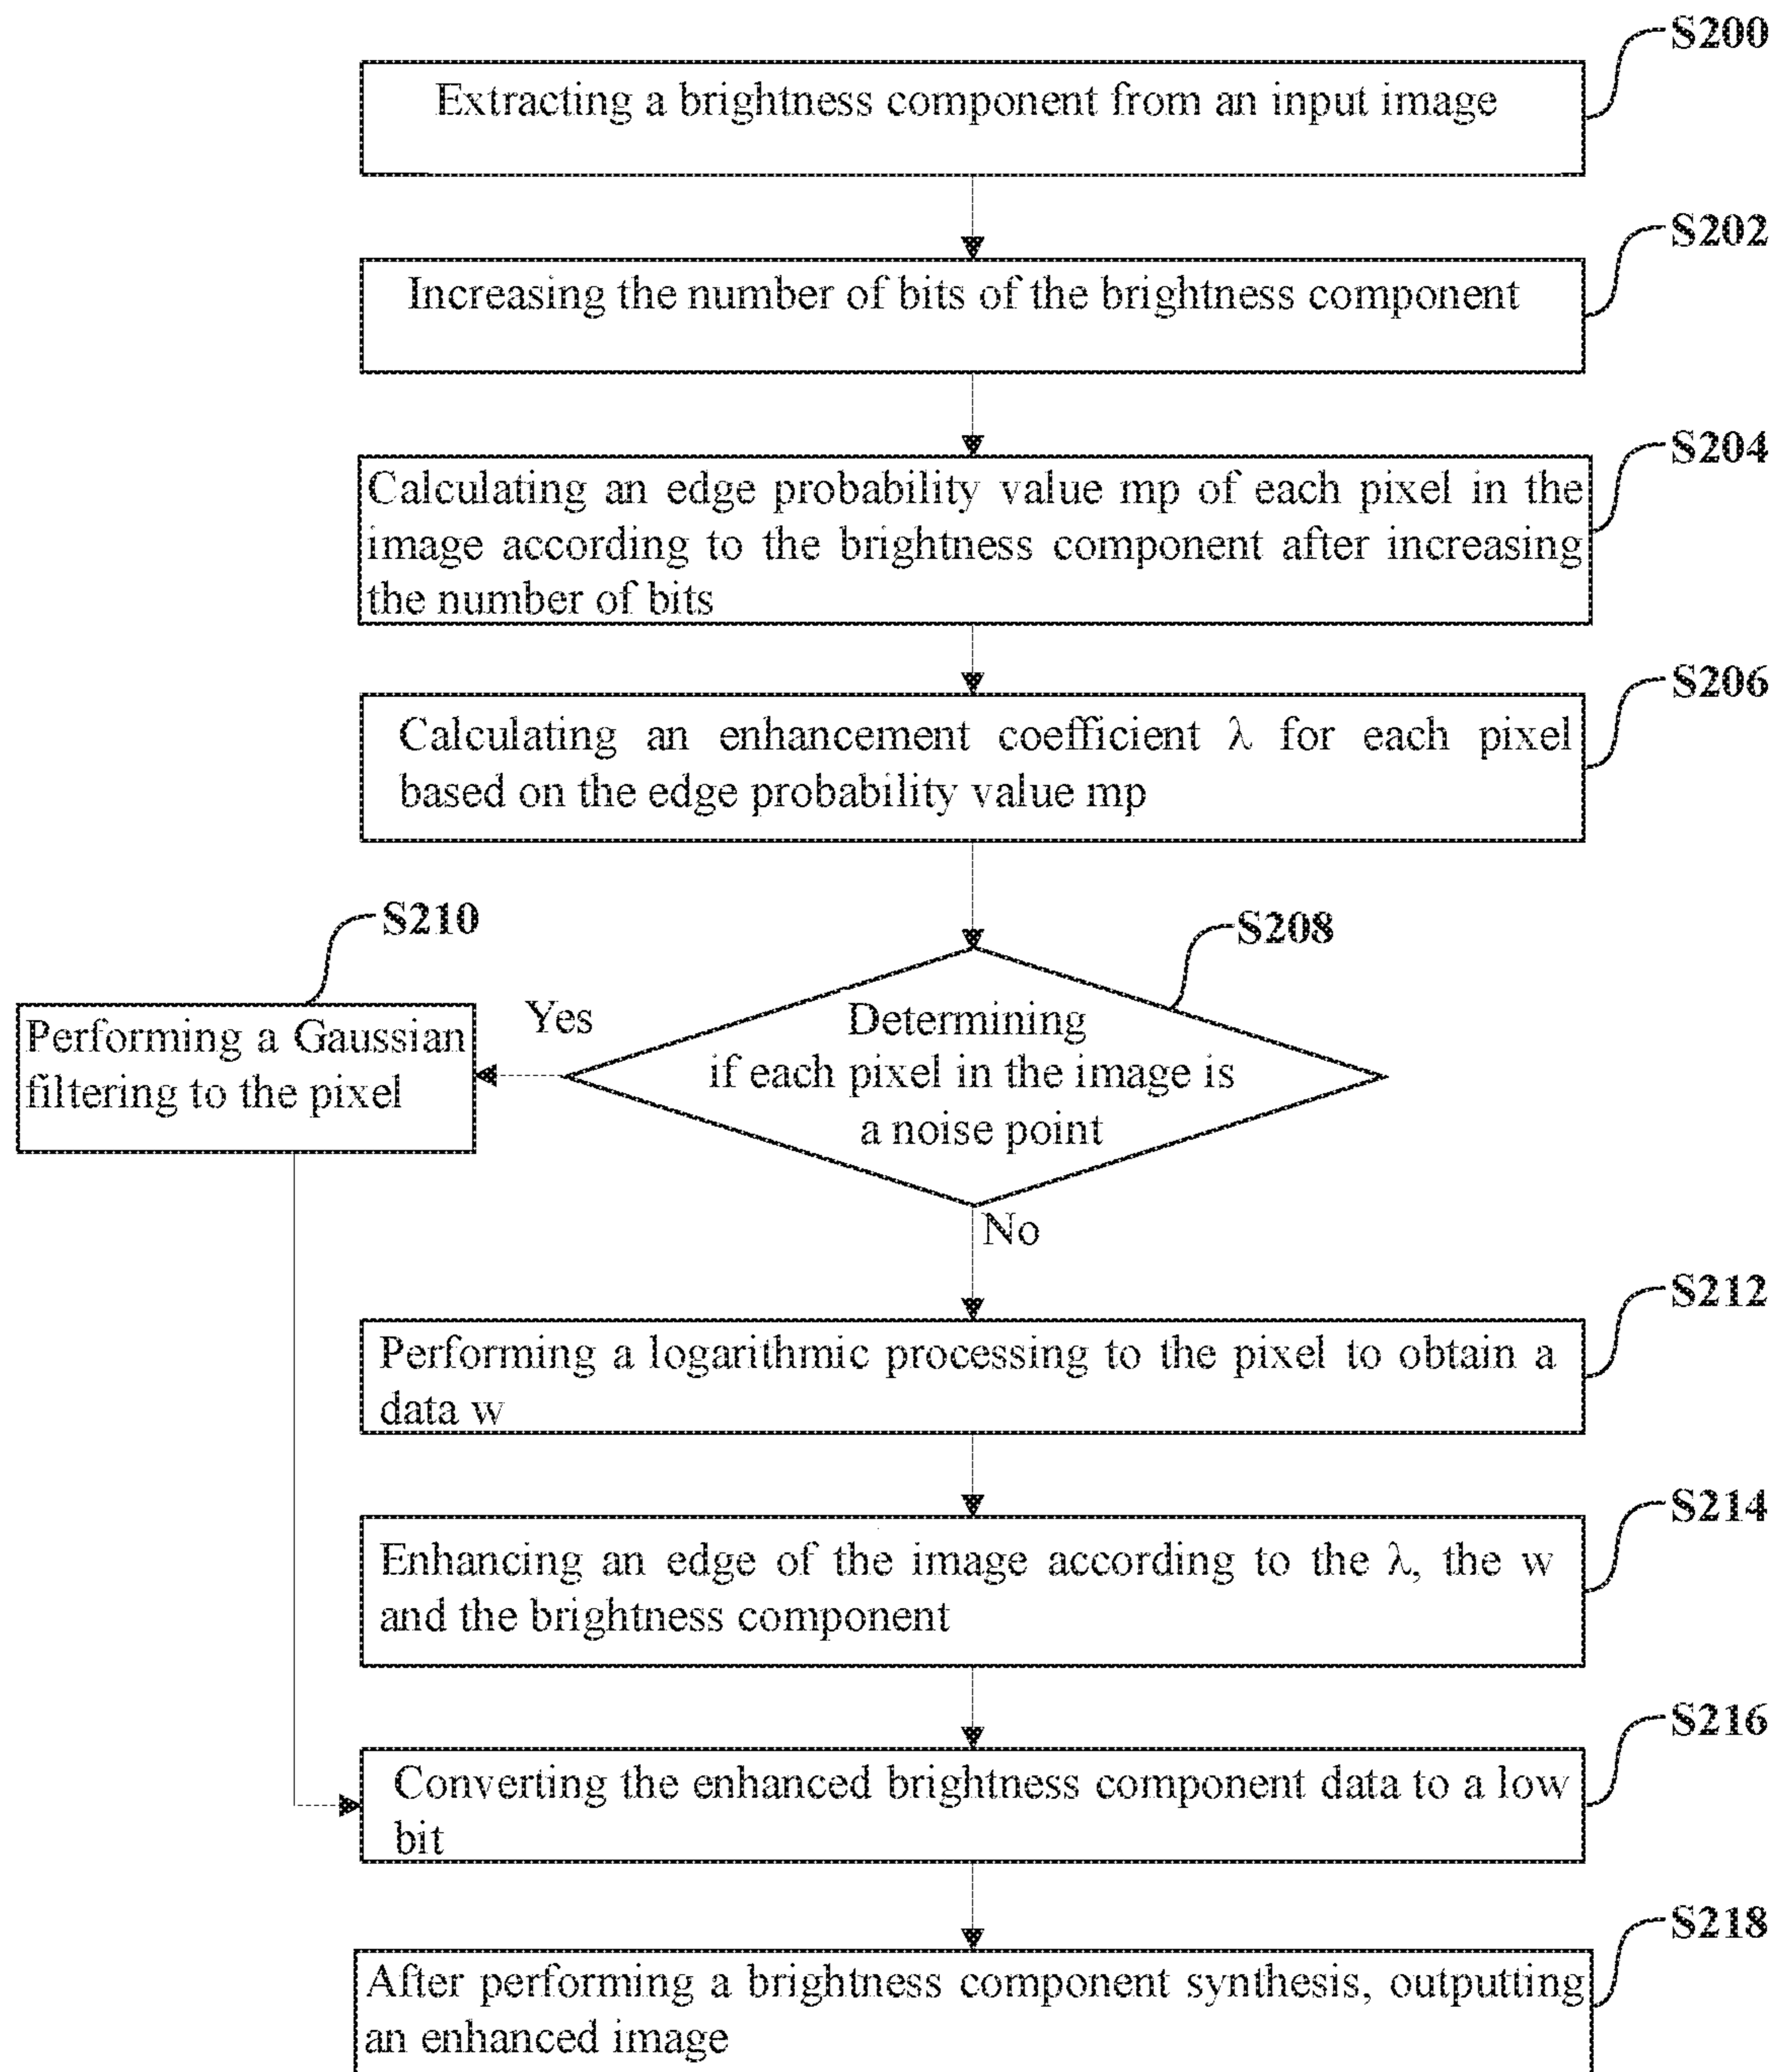 S200
Extracting a brightness component from an input image
S202
Increasing the number of bits of the brightness component
S204
Calculating an edge probability value mp of each pixel in the
image according to the brightness component after increasing
the number of bits
S206
Calculating an enhancement coefficient λ for each pixel
based on the edge probability value mp
S210
S208
Performing a Gaussian
filtering to the pixel
Yes
Determining
if each pixel in the image is
a noise point
No
S212
Performing a logarithmic processing to the pixel to obtain a
data w
S214
Enhancing an edge of the image according to the λ, the w
and the brightness component
S216
Converting the enhanced brightness component data to a low
bit
S218
After performing a brightness component synthesis, outputting
an enhanced image